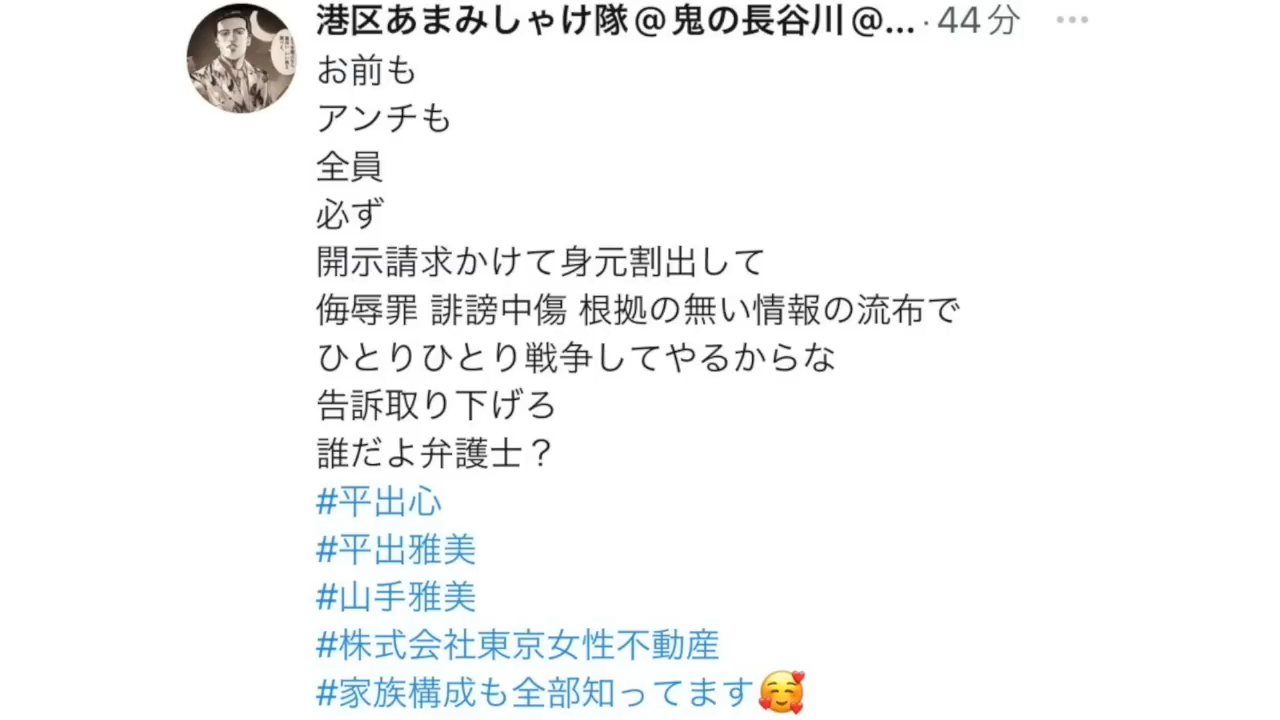 港区あまみしゃけ隊@鬼の長谷川@...·44分
お前も
アンチも
全員
必ず
開示請求かけて身元割出して
侮辱罪 誹謗中傷 根拠の無い情報の流布で
ひとりひとり戦争してやるからな
告訴取り下げろ
誰だよ弁護士？
#平出心
#平出雅美
#山手雅美
#株式会社東京女性不動産
#家族構成も全部知ってます🥰